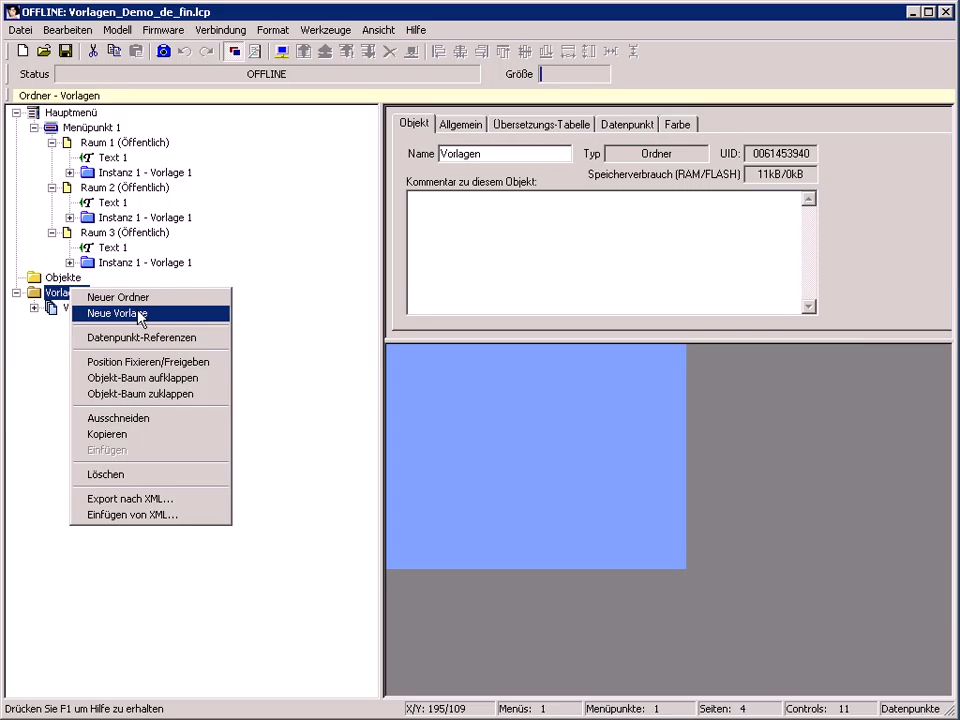 OFFLINE: Vorlagen_Demo_de_fin.lcp
Datei Bearbeiten Modell Firmware Verbindung Format Werkzeuge Ansicht Hilfe
Status OFFLINE Größe
Ordner - Vorlagen
Hauptmenü
Menüpunkt 1
Raum 1 (Öffentlich)
Text 1
Instanz 1 - Vorlage 1
Raum 2 (Öffentlich)
Text 1
Instanz 1 - Vorlage 1
Raum 3 (Öffentlich)
Text 1
Instanz 1 - Vorlage 1
Objekte
Vorla
V
Neuer Ordner
Neue Vorlage
Datenpunkt-Referenzen
Position Fixieren/Freigeben
Objekt-Baum aufklappen
Objekt-Baum zuklappen
Ausschneiden
Kopieren
Einfügen
Löschen
Export nach XML...
Einfügen von XML...
Objekt Allgemein Übersetzungs-Tabelle Datenpunkt Farbe
Name Vorlagen Typ Ordner UID: 0061453940
Speicherverbrauch (RAM/FLASH) 11kB/0kB
Kommentar zu diesem Objekt:
Drücken Sie F1 um Hilfe zu erhalten X/Y: 195/109 Menüs: 1 Menüpunkte: 1 Seiten: 4 Controls: 11 Datenpunkte